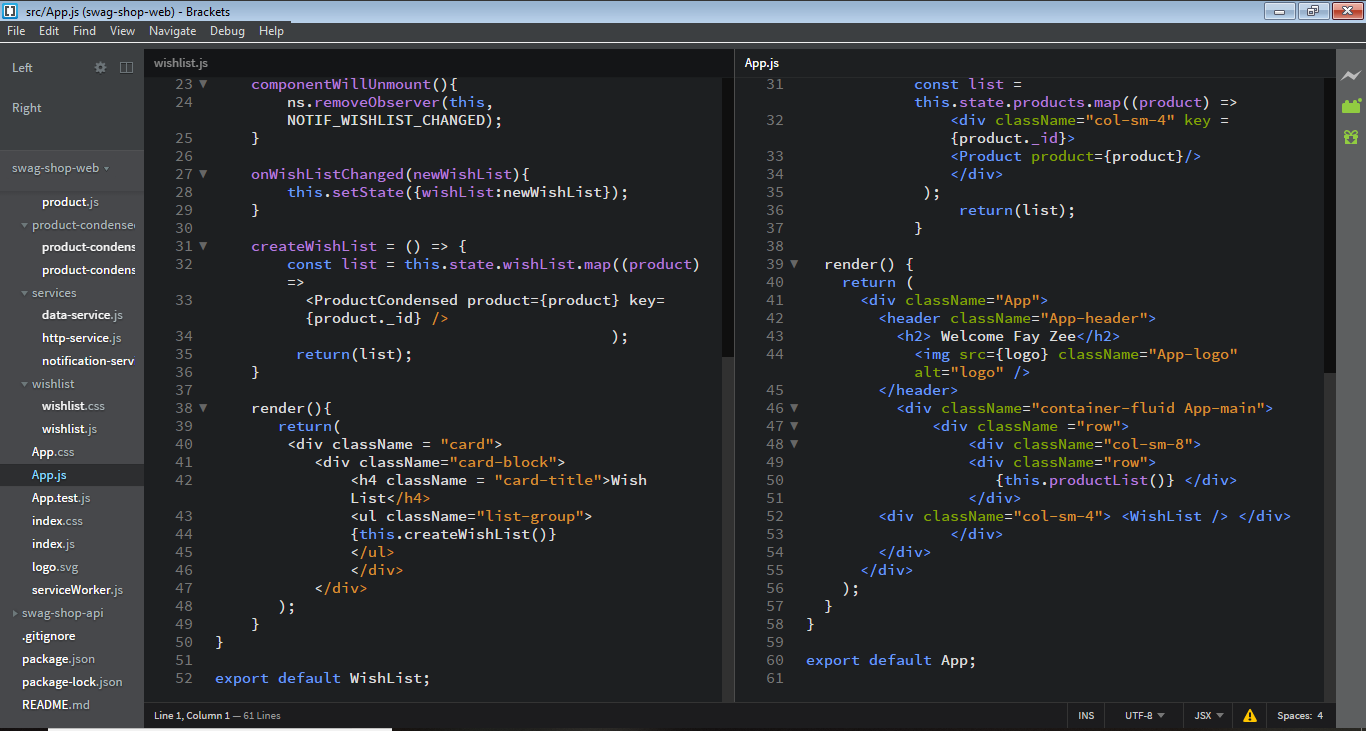 src/App.js (swag-shop-web) - Brackets
File Edit Find View Navigate Debug Help
Left
Right
swag-shop-web
product.js
product-condensed
product-condens
product-condens
services
data-service.js
http-service.js
notification-serv
wishlist
wishlist.css
wishlist.js
App.css
App.js
App.test.js
index.css
index.js
logo.svg
serviceWorker.js
swag-shop-api
.gitignore
package.json
package-lock.json
README.md
wishlist.js
23 componentWillUnmount(){
24 ns.removeObserver(this,
NOTIF_WISHLIST_CHANGED);
25 }
26
27 onWishListChanged(newWishList){
28 this.setState({wishList:newWishList});
29 }
30
31 createWishList = () => {
32 const list = this.state.wishList.map((product)
=>
33 <ProductCondensed product={product} key=
{product._id} />
34 );
35 return(list);
36 }
37
38 render(){
39 return(
40 <div className = "card">
41 <div className="card-block">
42 <h4 className = "card-title">Wish
List</h4>
43 <ul className="list-group">
44 {this.createWishList()}
45 </ul>
46 </div>
47 </div>
48 );
49 }
50 }
51
52 export default WishList;
App.js
31 const list =
this.state.products.map((product) =>
32 <div className="col-sm-4" key =
{product._id}>
33 <Product product={product}/>
34 </div>
35 );
36 return(list);
37 }
38
39 render() {
40 return (
41 <div className="App">
42 <header className="App-header">
43 <h2> Welcome Fay Zee</h2>
44 <img src={logo} className="App-logo"
alt="logo" />
45 </header>
46 <div className="container-fluid App-main">
47 <div className ="row">
48 <div className="col-sm-8">
49 <div className="row">
50 {this.productList()} </div>
51 </div>
52 <div className="col-sm-4"> <WishList /> </div>
53 </div>
54 </div>
55 </div>
56 );
57 }
58 }
59
60 export default App;
61
Line 1, Column 1 — 61 Lines
INS UTF-8 JSX Spaces: 4